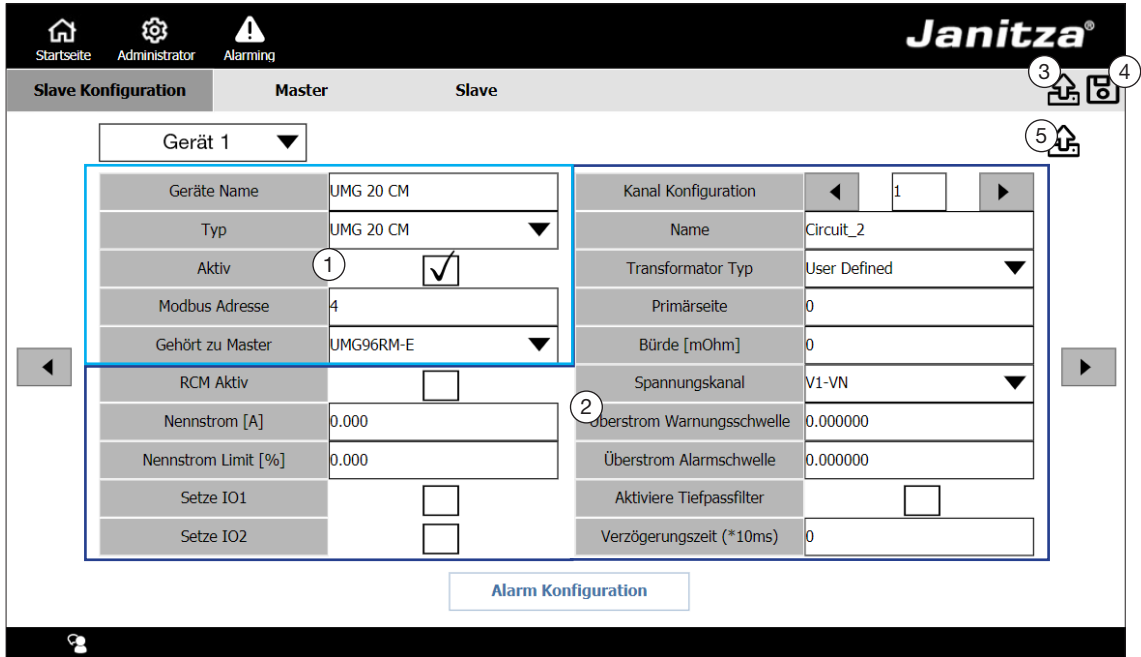 Startseite Administrator Alarming Janitza®
3 4
Slave Konfiguration Master Slave
Gerät 1 5
Geräte Name UMG 20 CM Kanal Konfiguration 1
Typ UMG 20 CM Name Circuit_2
Aktiv 1 Transformator Typ User Defined
Modbus Adresse 4 Primärseite 0
Gehört zu Master UMG96RM-E Bürde [mOhm] 0
RCM Aktiv Spannungskanal V1-VN
Nennstrom [A] 0.000 2 Überstrom Warnungsschwelle 0.000000
Nennstrom Limit [%] 0.000 Überstrom Alarmschwelle 0.000000
Setze IO1 Aktiviere Tiefpassfilter
Setze IO2 Verzögerungszeit (*10ms) 0
Alarm Konfiguration